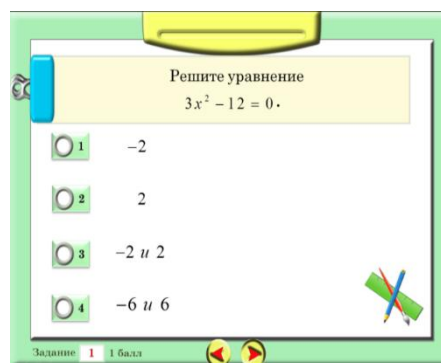 Решите уравнение
3x² − 12 = 0.
1 −2
2 2
3 −2 и 2
4 −6 и 6
Задание 1 1 балл